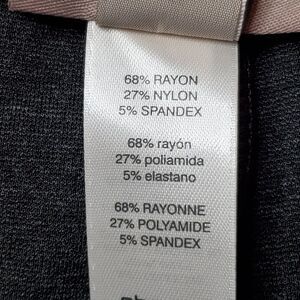 68% RAYON
27% NYLON
5% SPANDEX
68% rayón
27% poliamida
5% elastano
68% RAYONNE
27% POLYAMIDE
5% SPANDEX